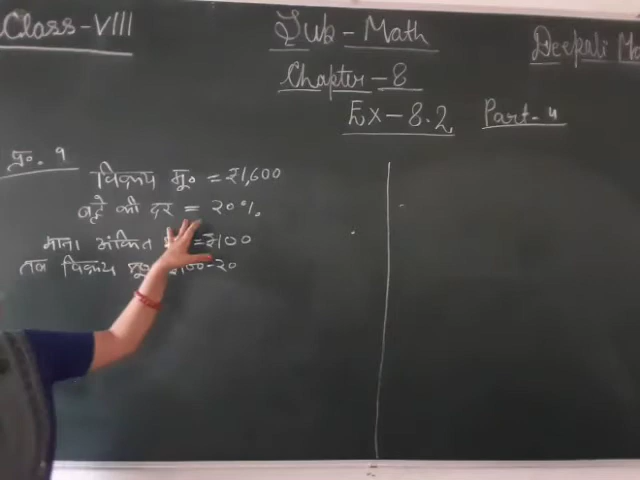 Class-VIII
Sub-Math
Deepali
Chapter-8
Ex-8.2
Part-4
प्र०. 9
विक्रय मू० = ₹1,600
बट्टे की दर = 20%
माना अंकित = ₹100
तब विक्रय मू० ₹100-20